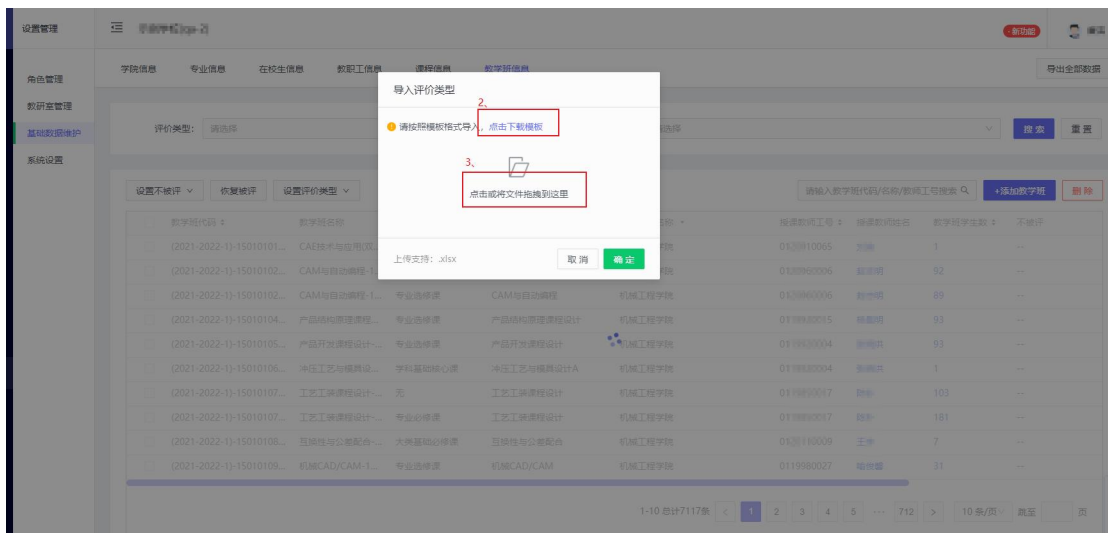 设置管理
·新功能
学院信息 专业信息 在校生信息 教职工信息 课程信息 教学班信息
导出全部数据
角色管理
教研室管理
基础数据维护
系统设置
导入评价类型
2、
请按照模板格式导入，点击下载模板
3、
点击或将文件拖拽到这里
上传支持：.xlsx
取 消 确 定
评价类型： 请选择
搜 索 重 置
设置不被评 恢复被评 设置评价类型
请输入教学班代码/名称/教师工号搜索
+添加教学班 删 除
教学班代码 教学班名称 授课教师工号 授课教师姓名 教学班学生数 不被评
(2021-2022-1)-15010101... CAE技术与应用(双... 1 --
(2021-2022-1)-15010102... CAM与自动编程-1... 92 --
(2021-2022-1)-15010102... CAM与自动编程-1... 专业选修课 CAM与自动编程 机械工程学院 89 --
(2021-2022-1)-15010104... 产品结构原理课程... 专业选修课 产品结构原理课程设计 机械工程学院 93 --
(2021-2022-1)-15010105... 产品开发课程设计-... 专业选修课 产品开发课程设计 机械工程学院 93 --
(2021-2022-1)-15010106... 冲压工艺与模具设... 学科基础核心课 冲压工艺与模具设计A 机械工程学院 1 --
(2021-2022-1)-15010107... 工艺工装课程设计-... 无 工艺工装课程设计 机械工程学院 103 --
(2021-2022-1)-15010107... 工艺工装课程设计-... 专业必修课 工艺工装课程设计 机械工程学院 181 --
(2021-2022-1)-15010108... 互换性与公差配合-... 大类基础必修课 互换性与公差配合 机械工程学院 7 --
(2021-2022-1)-15010109... 机械CAD/CAM-1... 专业选修课 机械CAD/CAM 机械工程学院 0119980027 31 --
1-10 总计7117条 < 1 2 3 4 5 ··· 712 > 10 条/页 跳至 页